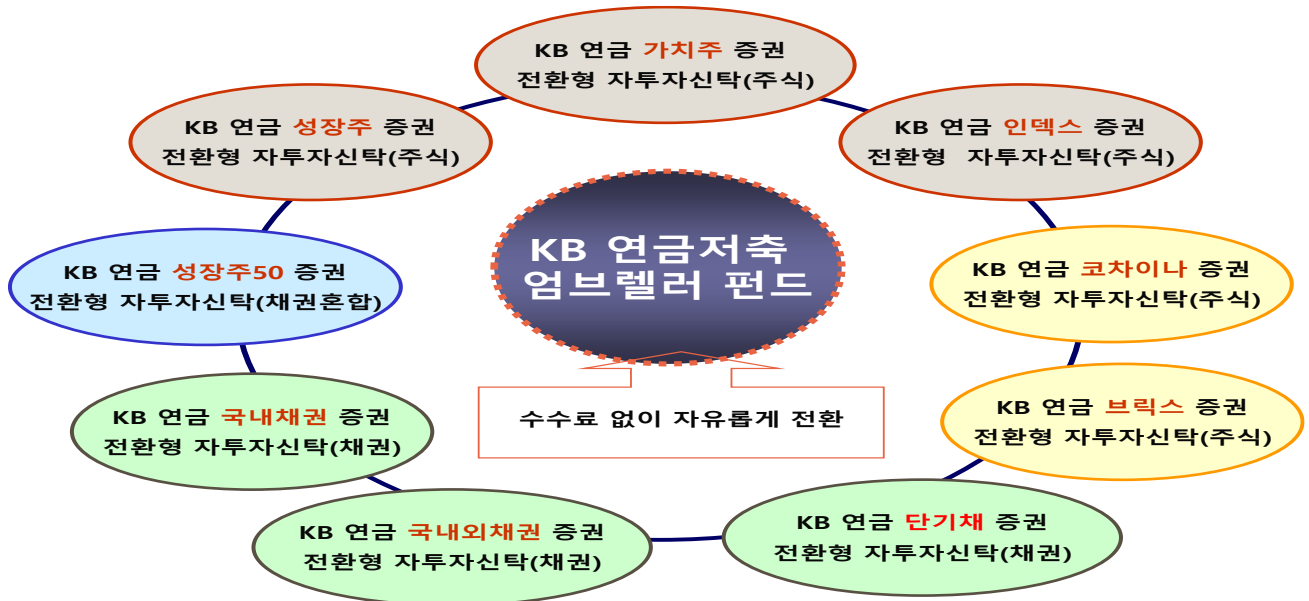 KB 연금 가치주 증권
전환형 자투자신탁(주식)
KB 연금 성장주 증권
전환형 자투자신탁(주식)
KB 연금 인덱스 증권
전환형 자투자신탁(주식)
KB 연금저축
엄브렐러 펀드
KB 연금 성장주50 증권
전환형 자투자신탁(채권혼합)
KB 연금 코차이나 증권
전환형 자투자신탁(주식)
수수료 없이 자유롭게 전환
KB 연금 국내채권 증권
전환형 자투자신탁(채권)
KB 연금 브릭스 증권
전환형 자투자신탁(주식)
KB 연금 국내외채권 증권
전환형 자투자신탁(채권)
KB 연금 단기채 증권
전환형 자투자신탁(채권)